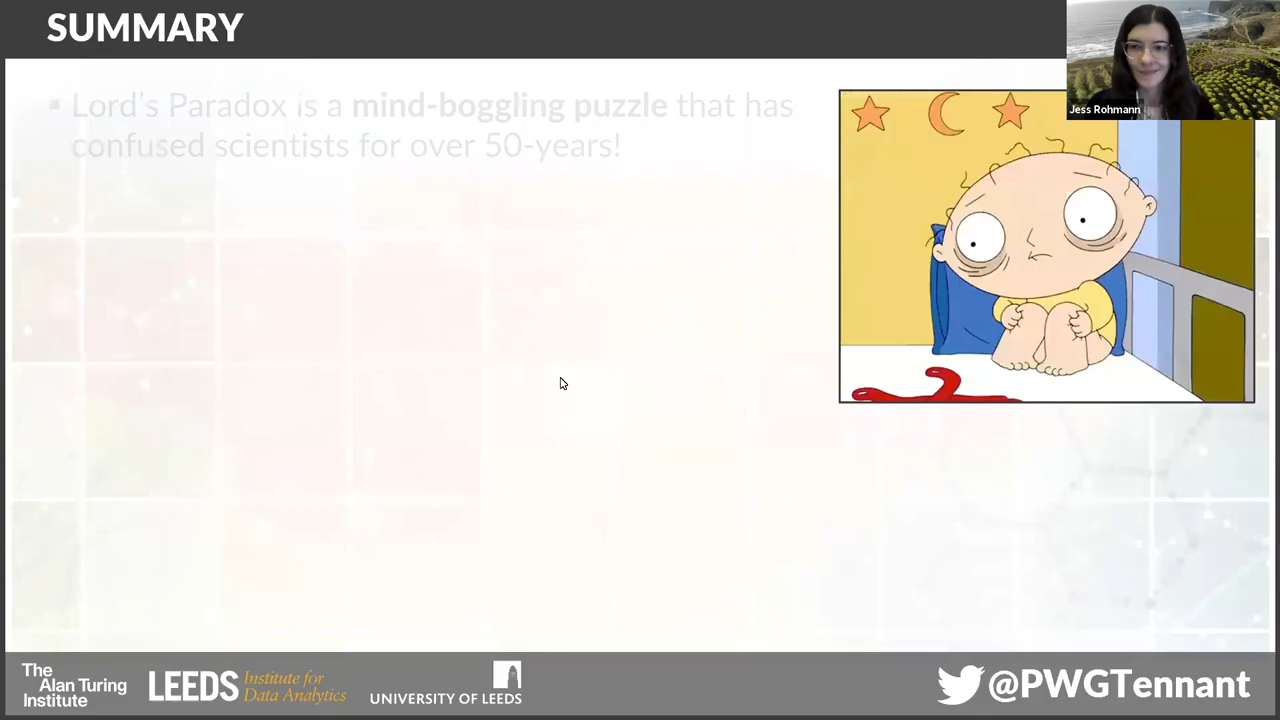 SUMMARY
Jess Rohmann
▪ Lord's Paradox is a mind-boggling puzzle that has
confused scientists for over 50-years!
The
Alan Turing
Institute
LEEDS Institute for
Data Analytics
UNIVERSITY OF LEEDS
@PWGTennant